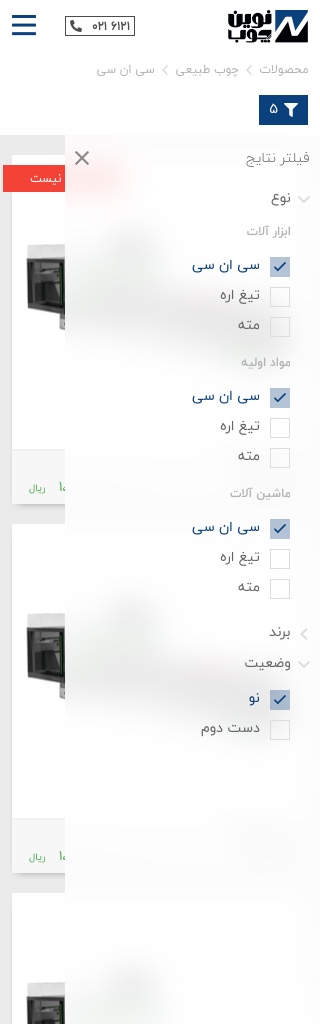 نوین چوب
۰۲۱ ۶۱۲۱
محصولات
چوب طبیعی
سی ان سی
۵
نیست
فیلتر نتایج
نوع
ابزار آلات
سی ان سی
تیغ اره
مته
مواد اولیه
سی ان سی
تیغ اره
مته
ماشین آلات
سی ان سی
تیغ اره
مته
برند
وضعیت
نو
دست دوم
ریال
ریال